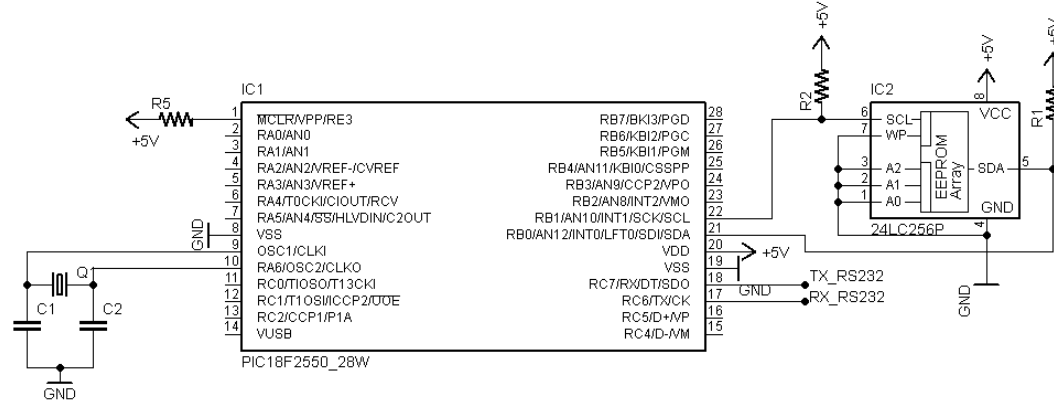 +5V
R5
+5V
GND
Q
C1
C2
GND
IC1
1 MCLR/VPP/RE3
2 RA0/AN0
3 RA1/AN1
4 RA2/AN2/VREF-/CVREF
5 RA3/AN3/VREF+
6 RA4/T0CKI/CIOUT/RCV
7 RA5/AN4/SS/HLVDIN/C2OUT
8 VSS
9 OSC1/CLKI
10 RA6/OSC2/CLKO
11 RC0/TIOSO/T13CKI
12 RC1/T1OSI/ICCP2/UOE
13 RC2/CCP1/P1A
14 VUSB
RB7/BKI3/PGD 28
RB6/KBI2/PGC 27
RB5/KBI1/PGM 26
RB4/AN11/KBI0/CSSPP 25
RB3/AN9/CCP2/VPO 24
RB2/AN8/INT2/VMO 23
RB1/AN10/INT1/SCK/SCL 22
RB0/AN12/INT0/LFT0/SDI/SDA 21
VDD 20
VSS 19
RC7/RX/DT/SDO 18
RC6/TX/CK 17
RC5/D+/VP 16
RC4/D-/VM 15
PIC18F2550_28W
+5V
GND
TX_RS232
RX_RS232
R2
IC2
+5V
8
VCC
6 SCL
7 WP
3 A2
2 A1
1 A0
EEPROM
Array
SDA 5
GND
4
24LC256P
GND
+5V
R1